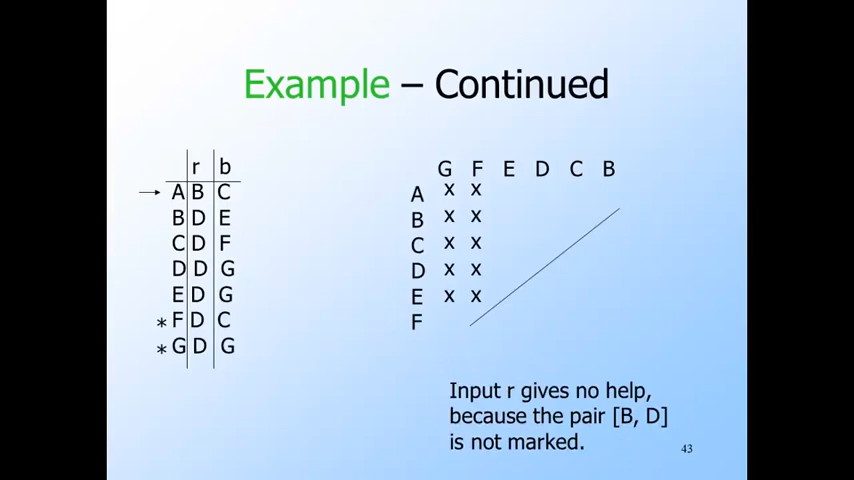 Example – Continued
r b
A B C
B D E
C D F
D D G
E D G
* F D C
* G D G
G F E D C B
A x x
B x x
C x x
D x x
E x x
F
Input r gives no help,
because the pair [B, D]
is not marked.
43